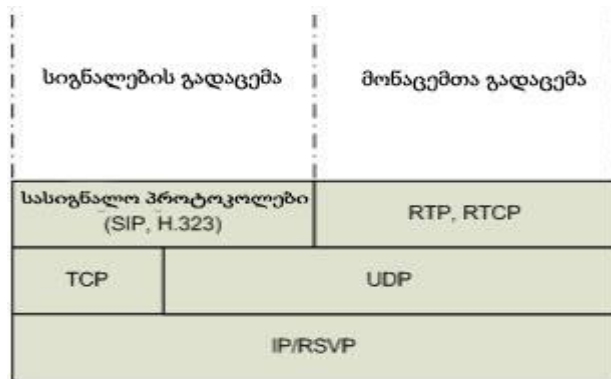 სიგნალების გადაცემა
მონაცემთა გადაცემა
სასიგნალო პროტოკოლები
(SIP, H.323)
RTP, RTCP
TCP
UDP
IP/RSVP